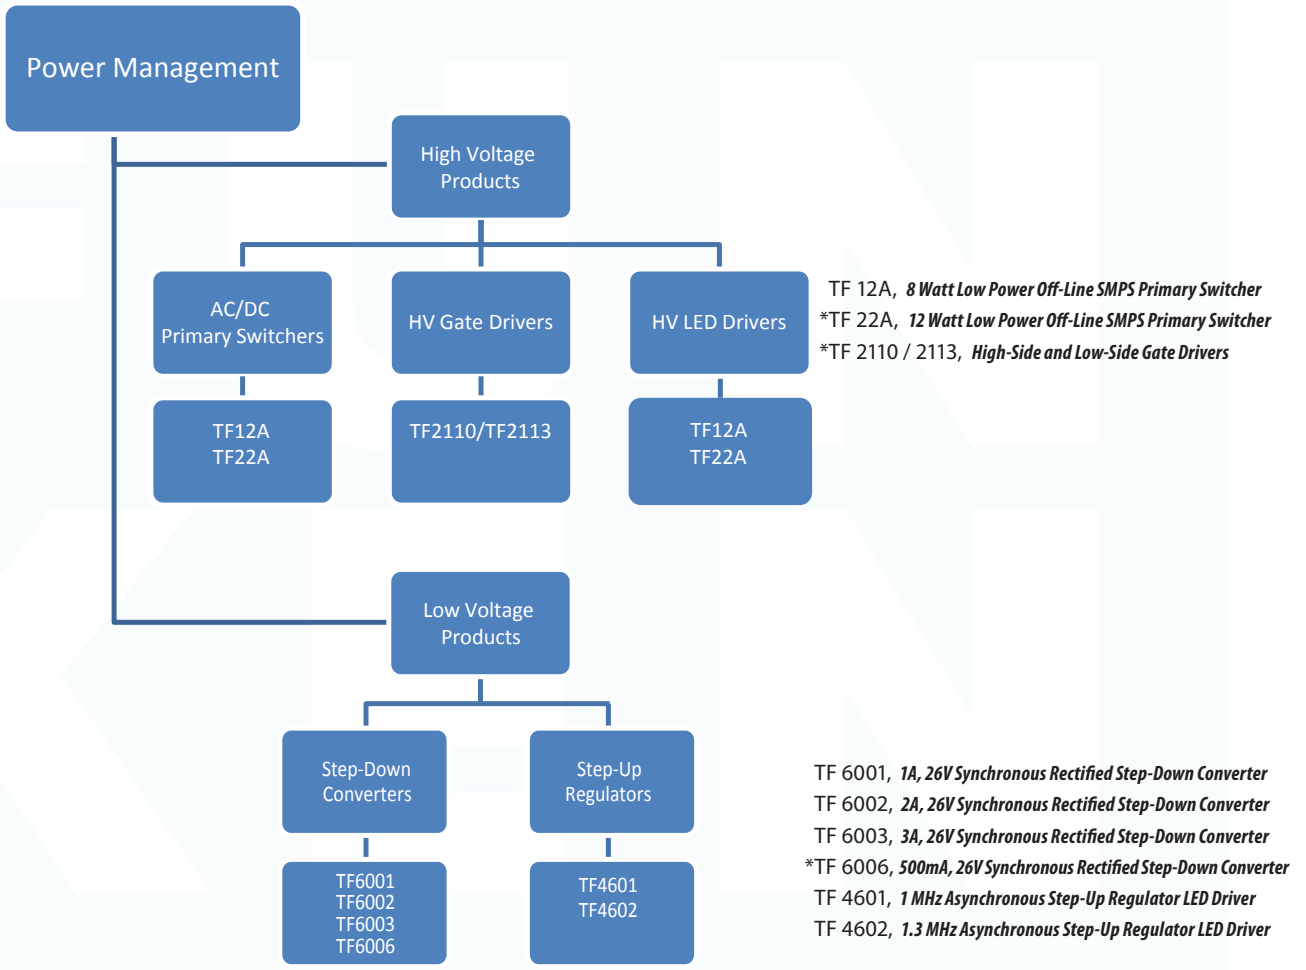 Power Management
High Voltage
Products
AC/DC
Primary Switchers
HV Gate Drivers
HV LED Drivers
TF 12A, 8 Watt Low Power Off-Line SMPS Primary Switcher
*TF 22A, 12 Watt Low Power Off-Line SMPS Primary Switcher
*TF 2110 / 2113, High-Side and Low-Side Gate Drivers
TF12A
TF22A
TF2110/TF2113
TF12A
TF22A
Low Voltage
Products
Step-Down
Converters
Step-Up
Regulators
TF6001
TF6002
TF6003
TF6006
TF4601
TF4602
TF 6001, 1A, 26V Synchronous Rectified Step-Down Converter
TF 6002, 2A, 26V Synchronous Rectified Step-Down Converter
TF 6003, 3A, 26V Synchronous Rectified Step-Down Converter
*TF 6006, 500mA, 26V Synchronous Rectified Step-Down Converter
TF 4601, 1 MHz Asynchronous Step-Up Regulator LED Driver
TF 4602, 1.3 MHz Asynchronous Step-Up Regulator LED Driver